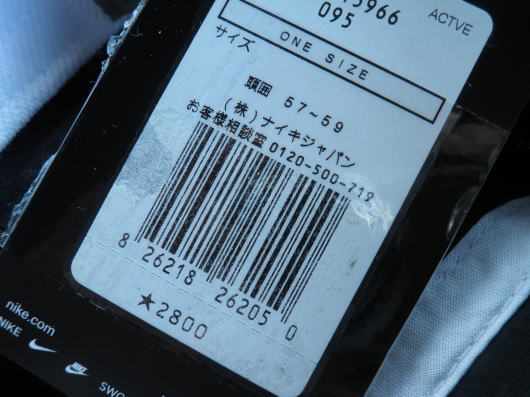 095
ACTVE
サイズ
ONE SIZE
頭囲 57~59
(株)ナイキジャパン
お客様相談室 0120-500-719
8 26218 26205 0
★2800
nike.com
NIKE